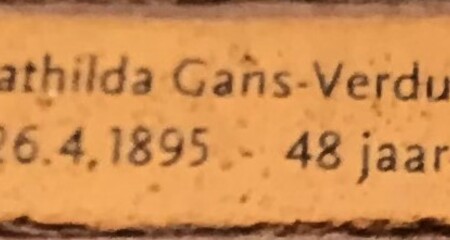 athilda Gans-Verdu
26.4.1895 - 48 jaar